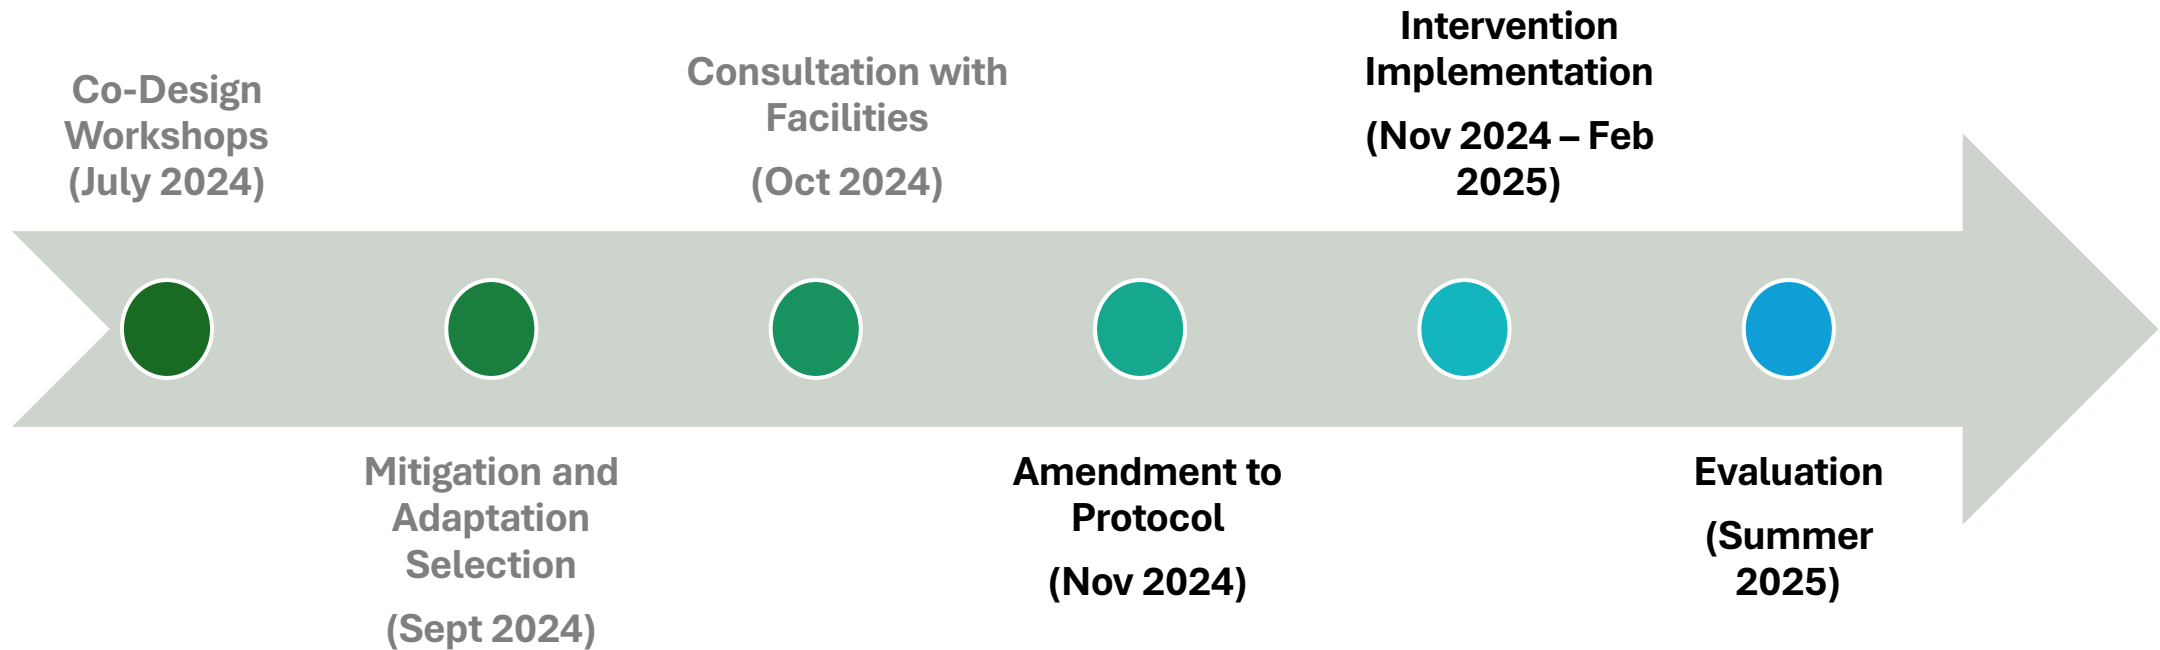 Co-Design
Workshops
(July 2024)
Mitigation and
Adaptation
Selection
(Sept 2024)
Consultation with
Facilities
(Oct 2024)
Amendment to
Protocol
(Nov 2024)
Intervention
Implementation
(Nov 2024 – Feb
2025)
Evaluation
(Summer
2025)